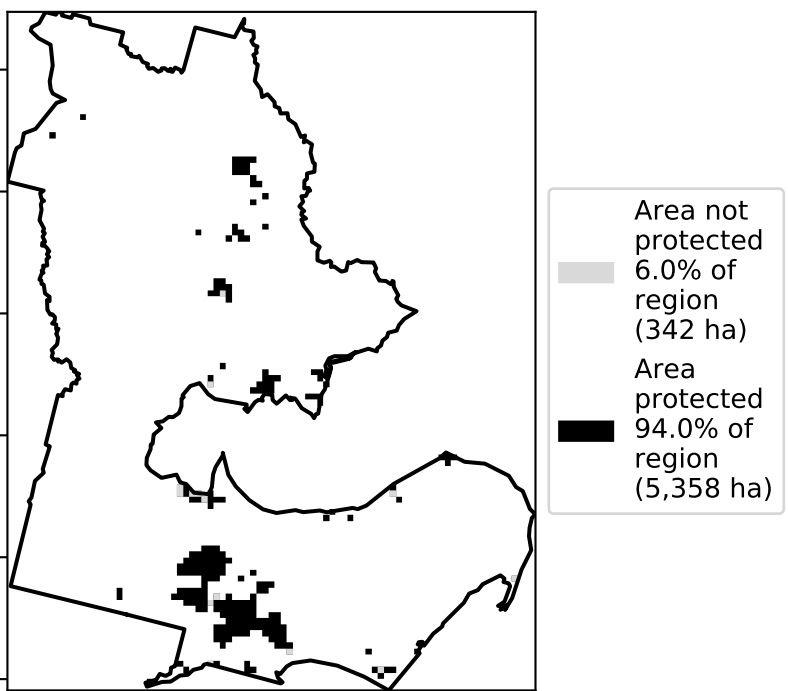 Area not
protected
6.0% of
region
(342 ha)
Area
protected
94.0% of
region
(5,358 ha)